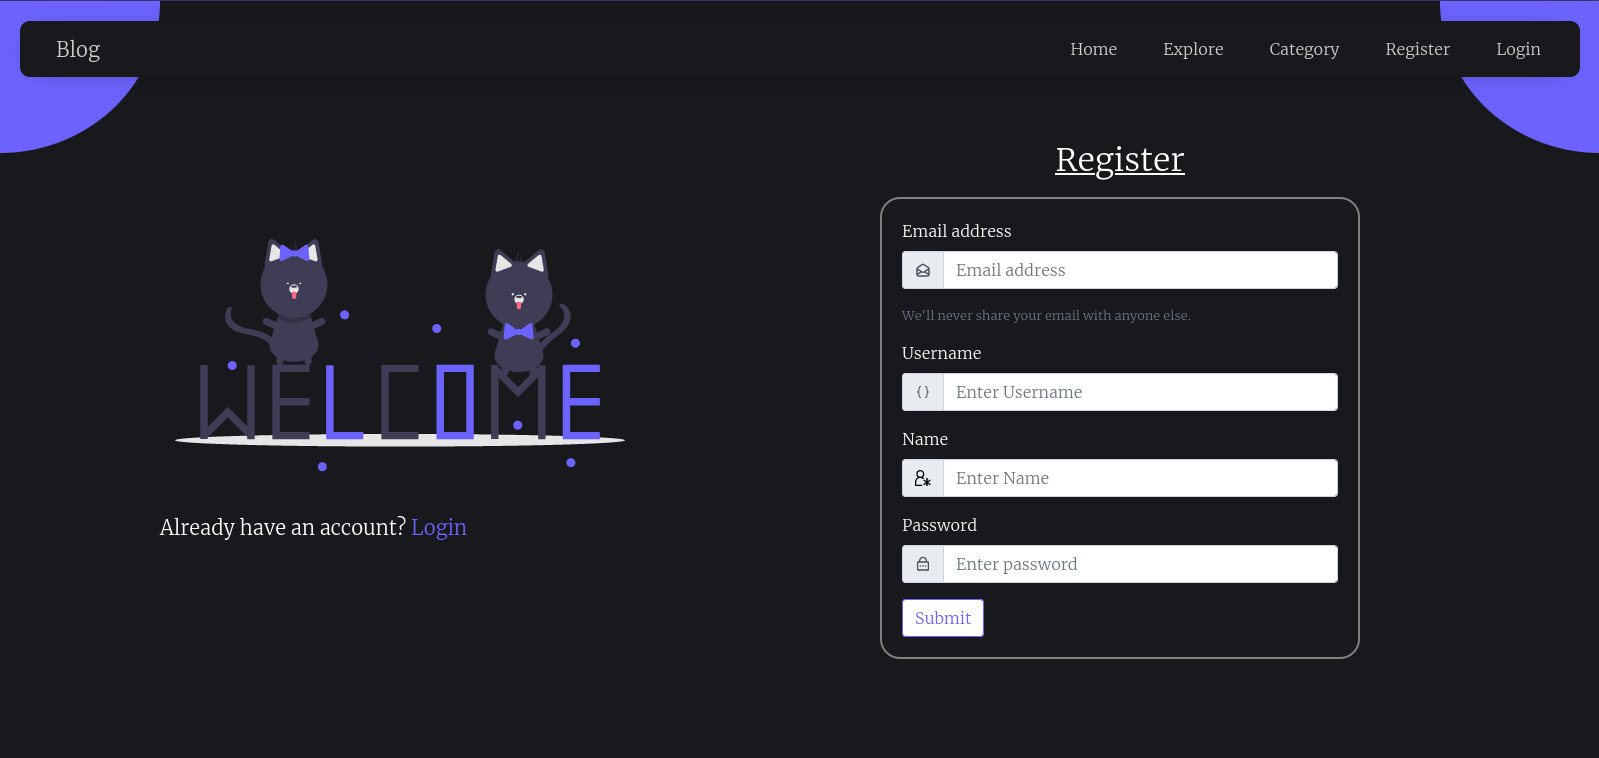 Blog
Home Explore Category Register Login
Register
Email address
Email address
We'll never share your email with anyone else.
Username
{} Enter Username
Name
Enter Name
Password
Enter password
Submit
WELCOME
Already have an account? Login